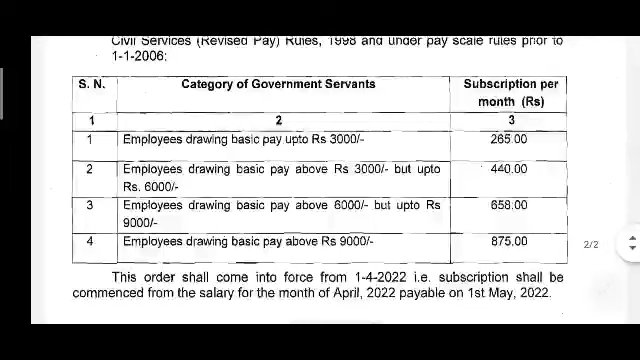 Civil Services (Revised Pay) Rules, 1998 and under pay scale rules prior to
1-1-2006:
S. N. Category of Government Servants Subscription per
month (Rs)
1 2 3
1 Employees drawing basic pay upto Rs 3000/- 265.00
2 Employees drawing basic pay above Rs 3000/- but upto 440.00
Rs. 6000/-
3 Employees drawing basic pay above 6000/- but upto Rs 658.00
9000/-
4 Employees drawing basic pay above Rs 9000/- 875.00
2/2
This order shall come into force from 1-4-2022 i.e. subscription shall be
commenced from the salary for the month of April, 2022 payable on 1st May, 2022.